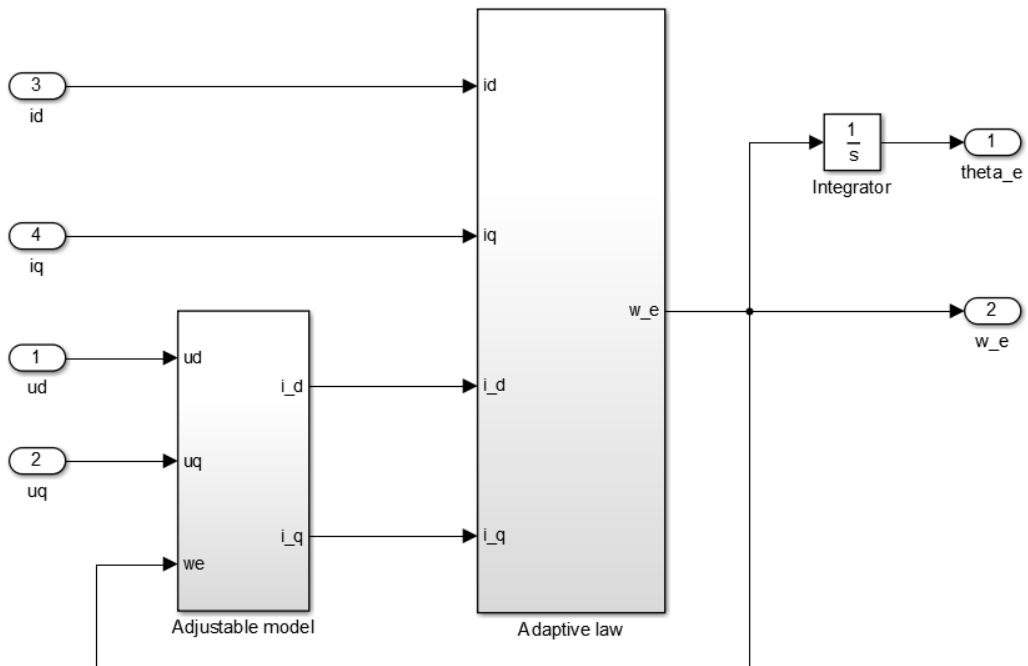 3
id
4
iq
1
ud
2
uq
ud
uq
we
i_d
i_q
Adjustable model
id
iq
i_d
i_q
w_e
Adaptive law
1
s
Integrator
1
theta_e
2
w_e